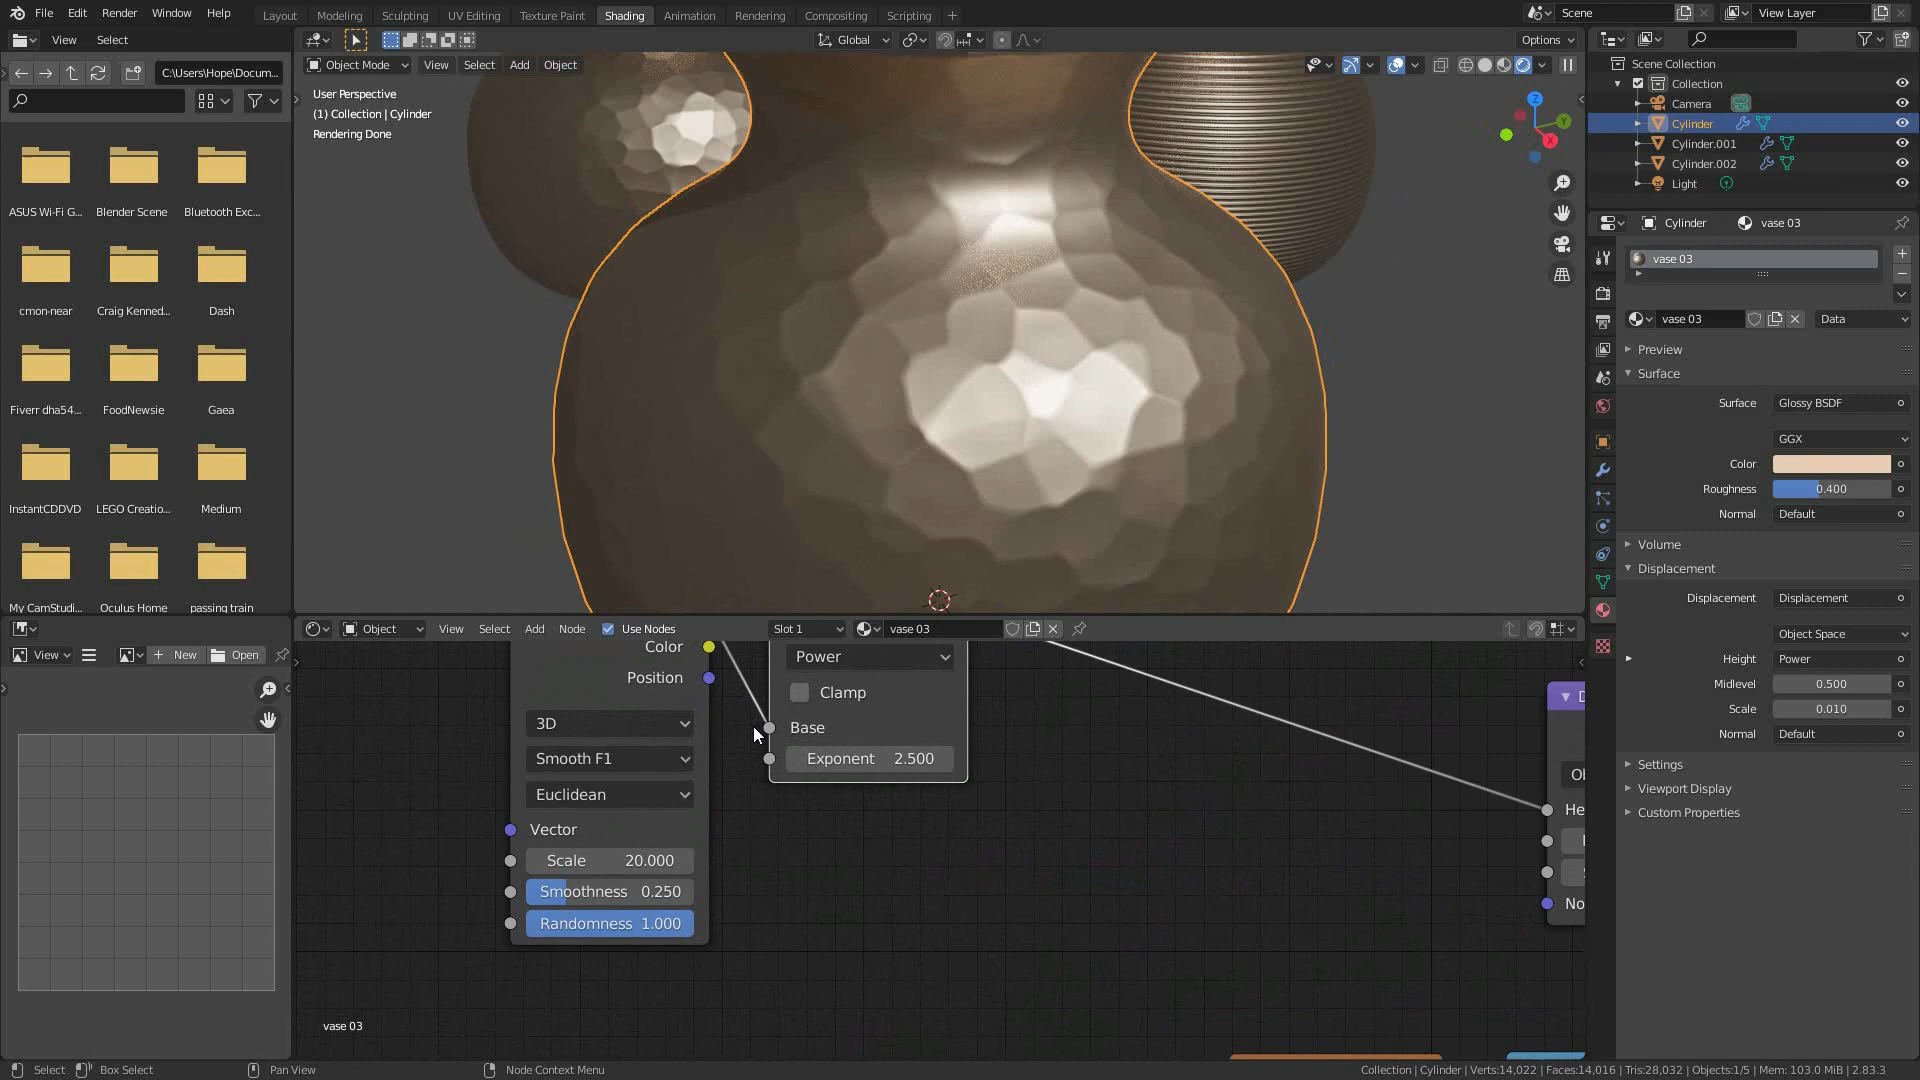 File Edit Render Window Help
Layout Modeling Sculpting UV Editing Texture Paint Shading Animation Rendering Compositing Scripting
Scene View Layer
View Select
Global
Options
C:\Users\Hope\Docum...
Object Mode View Select Add Object
User Perspective
(1) Collection | Cylinder
Rendering Done
Z
Y
X
ASUS Wi-Fi G... Blender Scene Bluetooth Exc...
cmon-near Craig Kenned... Dash
Fiverr dha54... FoodNewsie Gaea
InstantCDDVD LEGO Creatio... Medium
My CamStudi... Oculus Home passing train
Scene Collection
Collection
Camera
Cylinder
Cylinder.001
Cylinder.002
Light
Cylinder vase 03
vase 03
vase 03 Data
Preview
Surface
Surface Glossy BSDF
GGX
Color
Roughness 0.400
Normal Default
Volume
Displacement
Displacement Displacement
Object Space
Height Power
Midlevel 0.500
Scale 0.010
Normal Default
Settings
Viewport Display
Custom Properties
View New Open
Object View Select Add Node Use Nodes Slot 1 vase 03
Color
Position
3D
Smooth F1
Euclidean
Vector
Scale 20.000
Smoothness 0.250
Randomness 1.000
Power
Clamp
Base
Exponent 2.500
D
Ob
He
No
vase 03
Select Box Select Pan View Node Context Menu
Collection | Cylinder | Verts:14,022 | Faces:14,016 | Tris:28,032 | Objects:1/5 | Mem: 103.0 MiB | 2.83.3